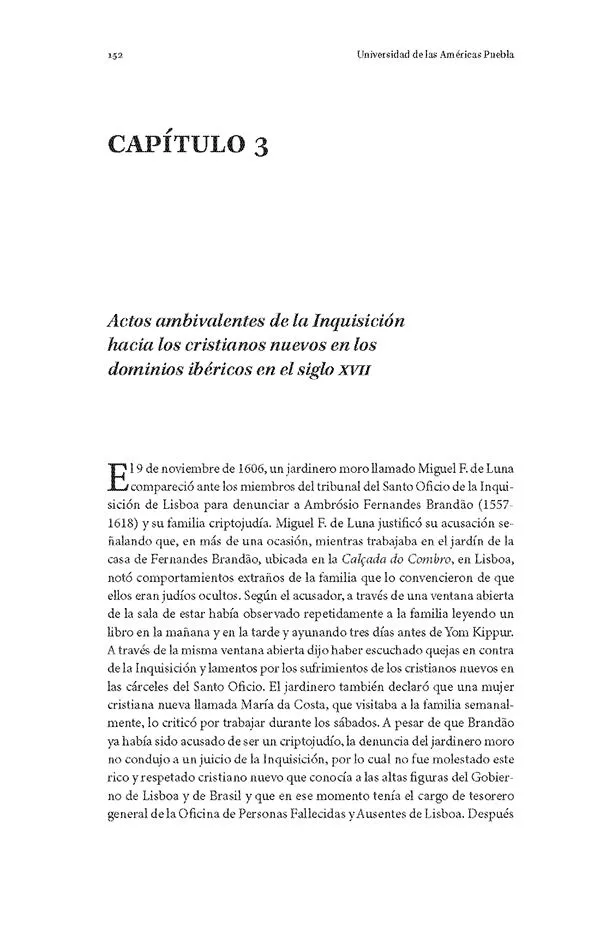 152 Universidad de las Américas Puebla
CAPÍTULO 3
Actos ambivalentes de la Inquisición
hacia los cristianos nuevos en los
dominios ibéricos en el siglo XVII
El 9 de noviembre de 1606, un jardinero moro llamado Miguel F. de Luna
compareció ante los miembros del tribunal del Santo Oficio de la Inqui-
sición de Lisboa para denunciar a Ambrósio Fernandes Brandão (1557-
1618) y su familia criptojudía. Miguel F. de Luna justificó su acusación se-
ñalando que, en más de una ocasión, mientras trabajaba en el jardín de la
casa de Fernandes Brandão, ubicada en la Calçada do Combro, en Lisboa,
notó comportamientos extraños de la familia que lo convencieron de que
ellos eran judíos ocultos. Según el acusador, a través de una ventana abierta
de la sala de estar había observado repetidamente a la familia leyendo un
libro en la mañana y en la tarde y ayunando tres días antes de Yom Kippur.
A través de la misma ventana abierta dijo haber escuchado quejas en contra
de la Inquisición y lamentos por los sufrimientos de los cristianos nuevos en
las cárceles del Santo Oficio. El jardinero también declaró que una mujer
cristiana nueva llamada María da Costa, que visitaba a la familia semanal-
mente, lo criticó por trabajar durante los sábados. A pesar de que Brandão
ya había sido acusado de ser un criptojudío, la denuncia del jardinero moro
no condujo a un juicio de la Inquisición, por lo cual no fue molestado este
rico y respetado cristiano nuevo que conocía a las altas figuras del Gobier-
no de Lisboa y de Brasil y que en ese momento tenía el cargo de tesorero
general de la Oficina de Personas Fallecidas y Ausentes de Lisboa. Después